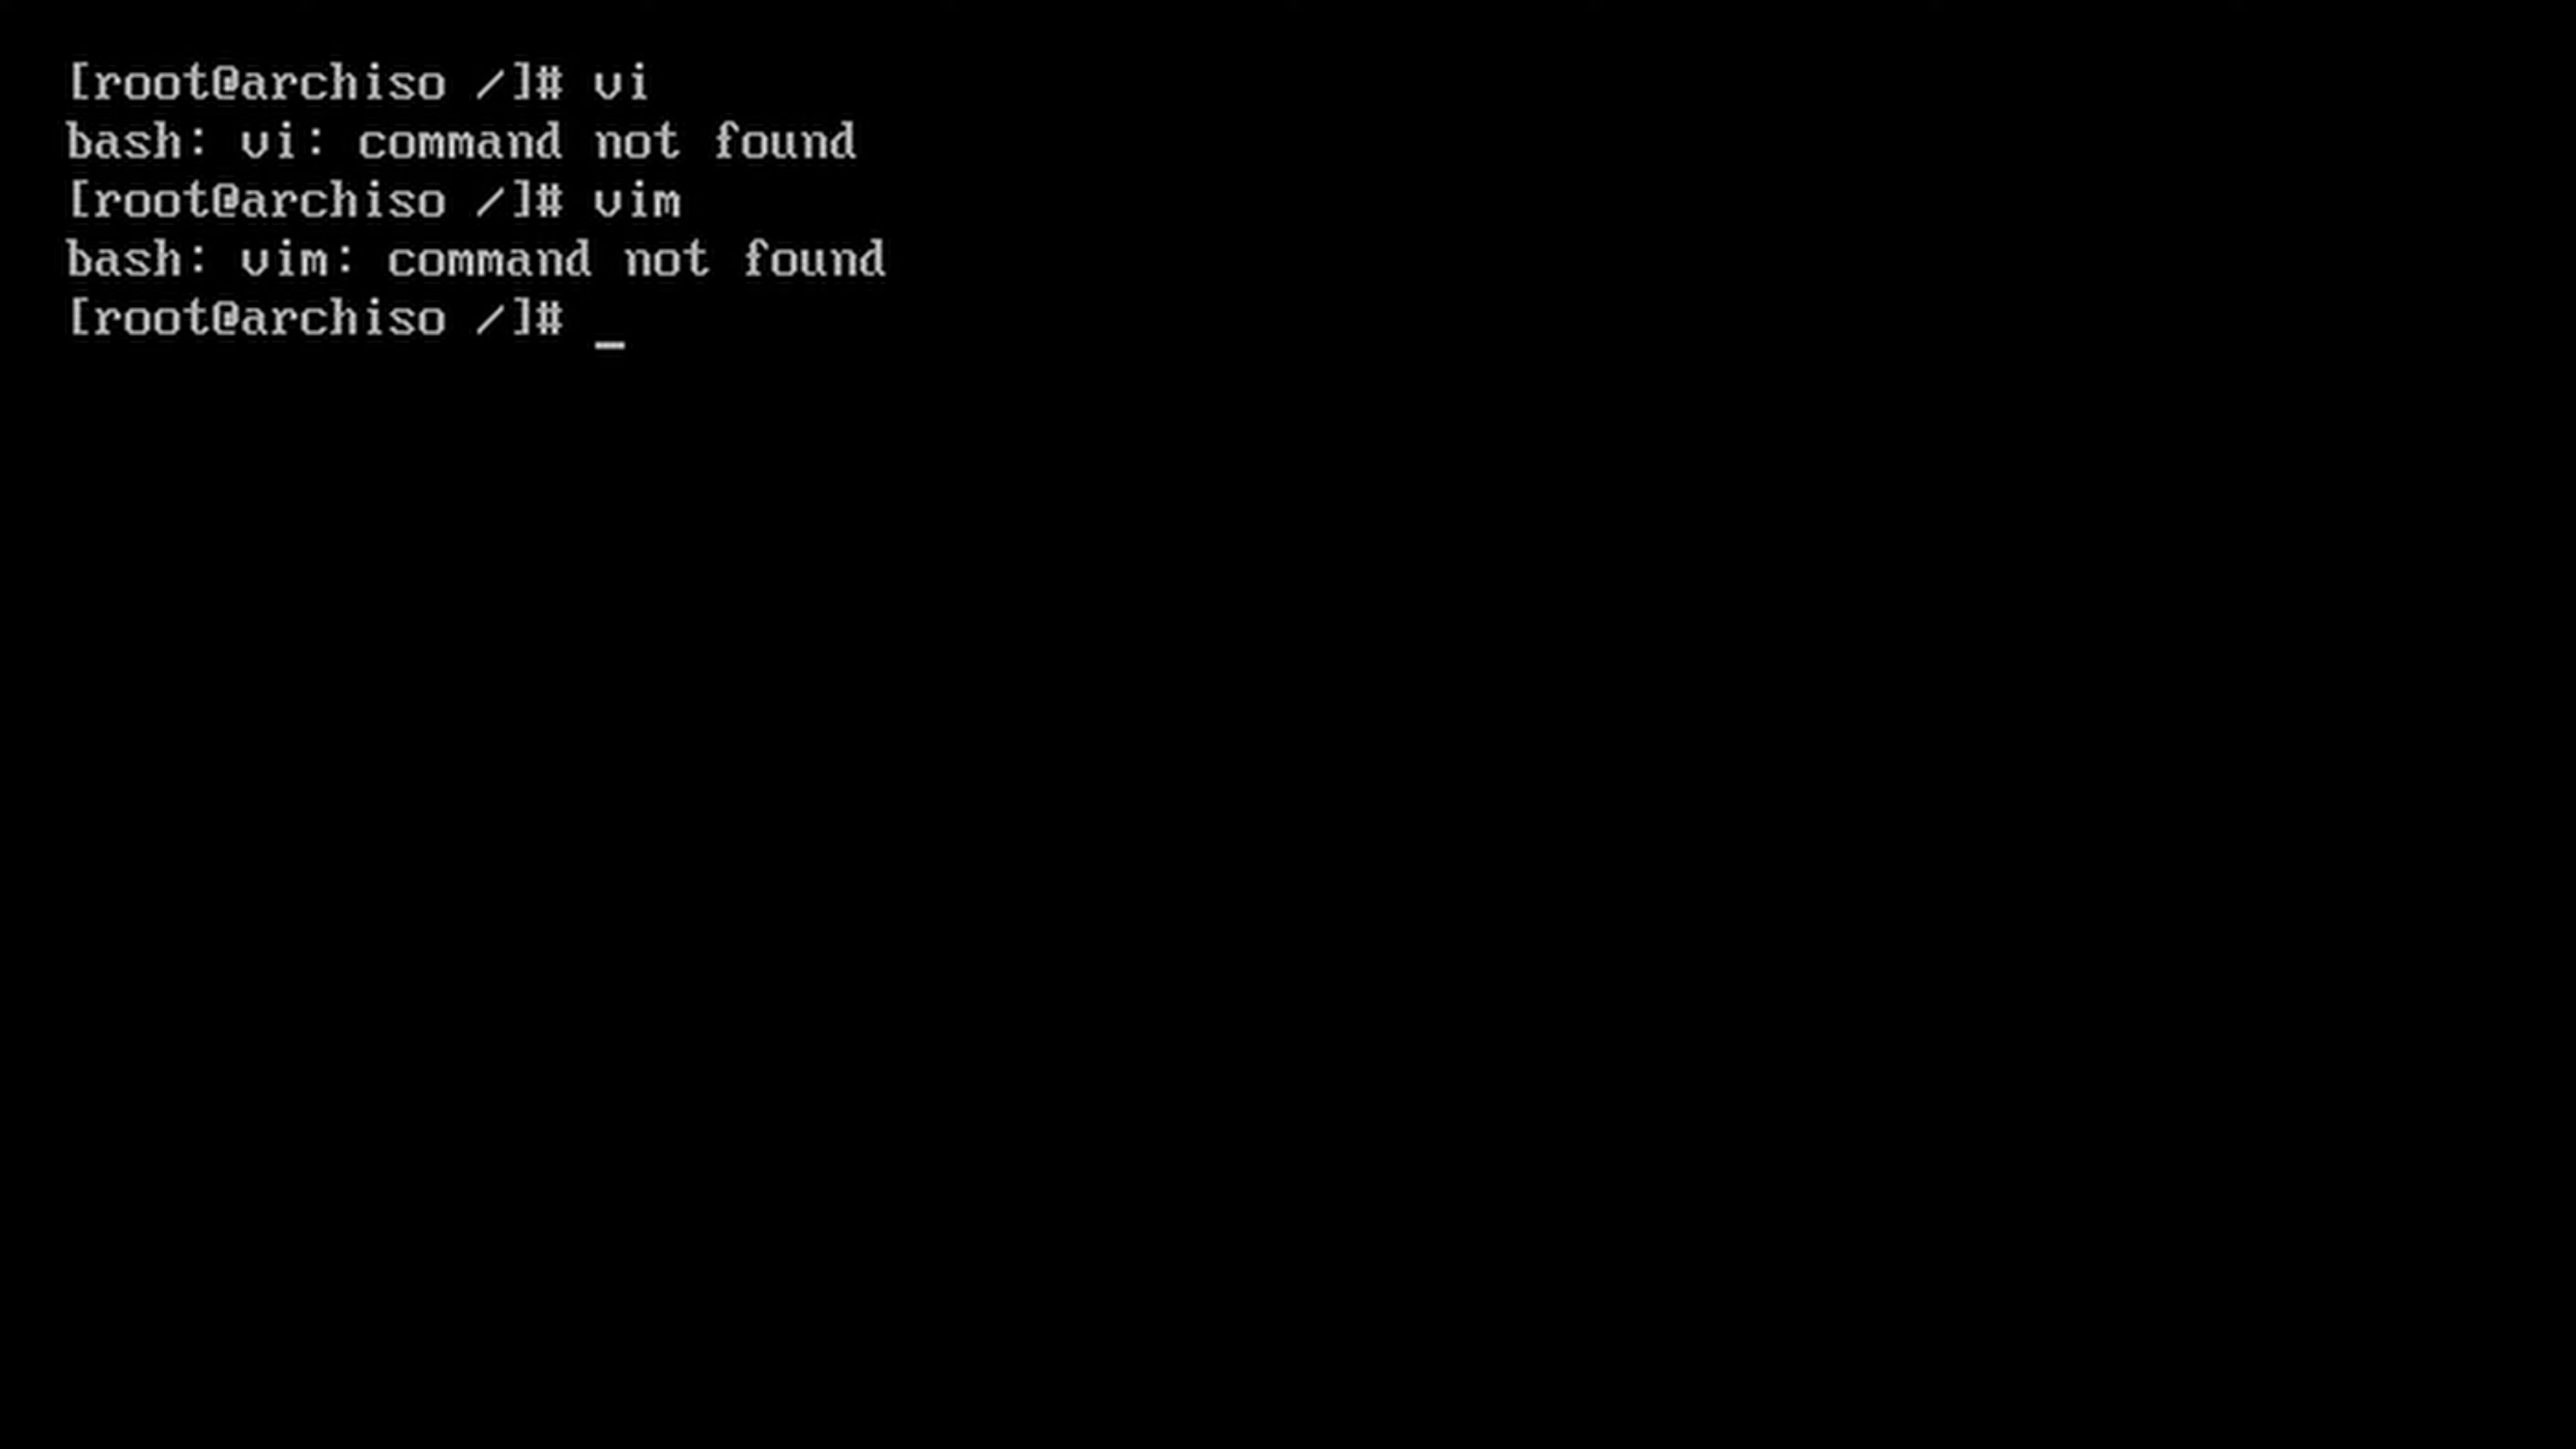 [root@archiso /]# vi
bash: vi: command not found
[root@archiso /]# vim
bash: vim: command not found
[root@archiso /]# _